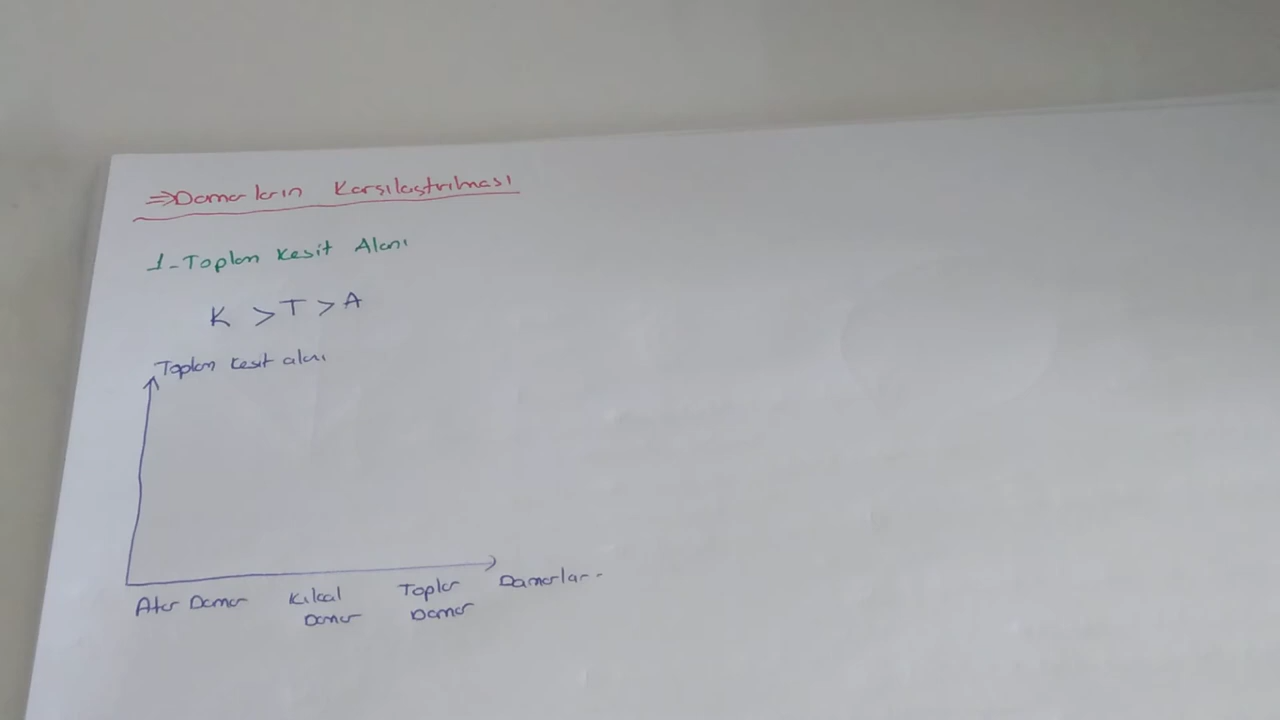 ⇒Damarların Karşılaştırılması
1-Toplam Kesit Alanı
K > T > A
Toplam kesit alanı
Atar Damar Kılcal Damar Toplar Damar Damarlar